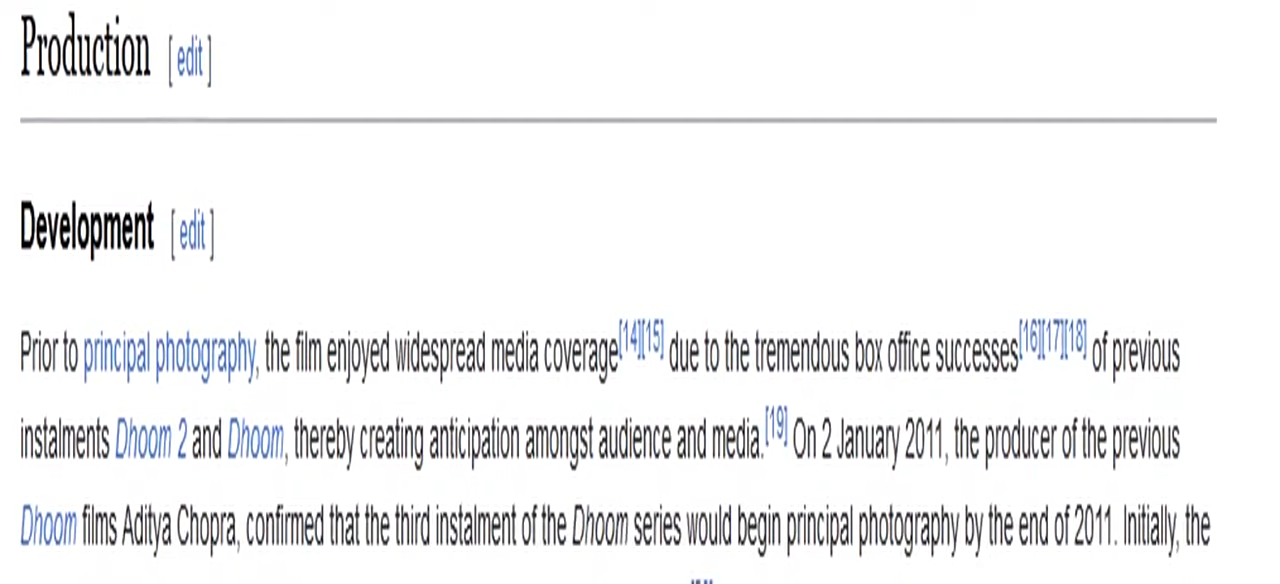 Production [ edit ]
Development [ edit ]
Prior to principal photography, the film enjoyed widespread media coverage[14][15] due to the tremendous box office successes[16][17][18] of previous
instalments Dhoom 2 and Dhoom, thereby creating anticipation amongst audience and media.[19] On 2 January 2011, the producer of the previous
Dhoom films Aditya Chopra, confirmed that the third instalment of the Dhoom series would begin principal photography by the end of 2011. Initially, the